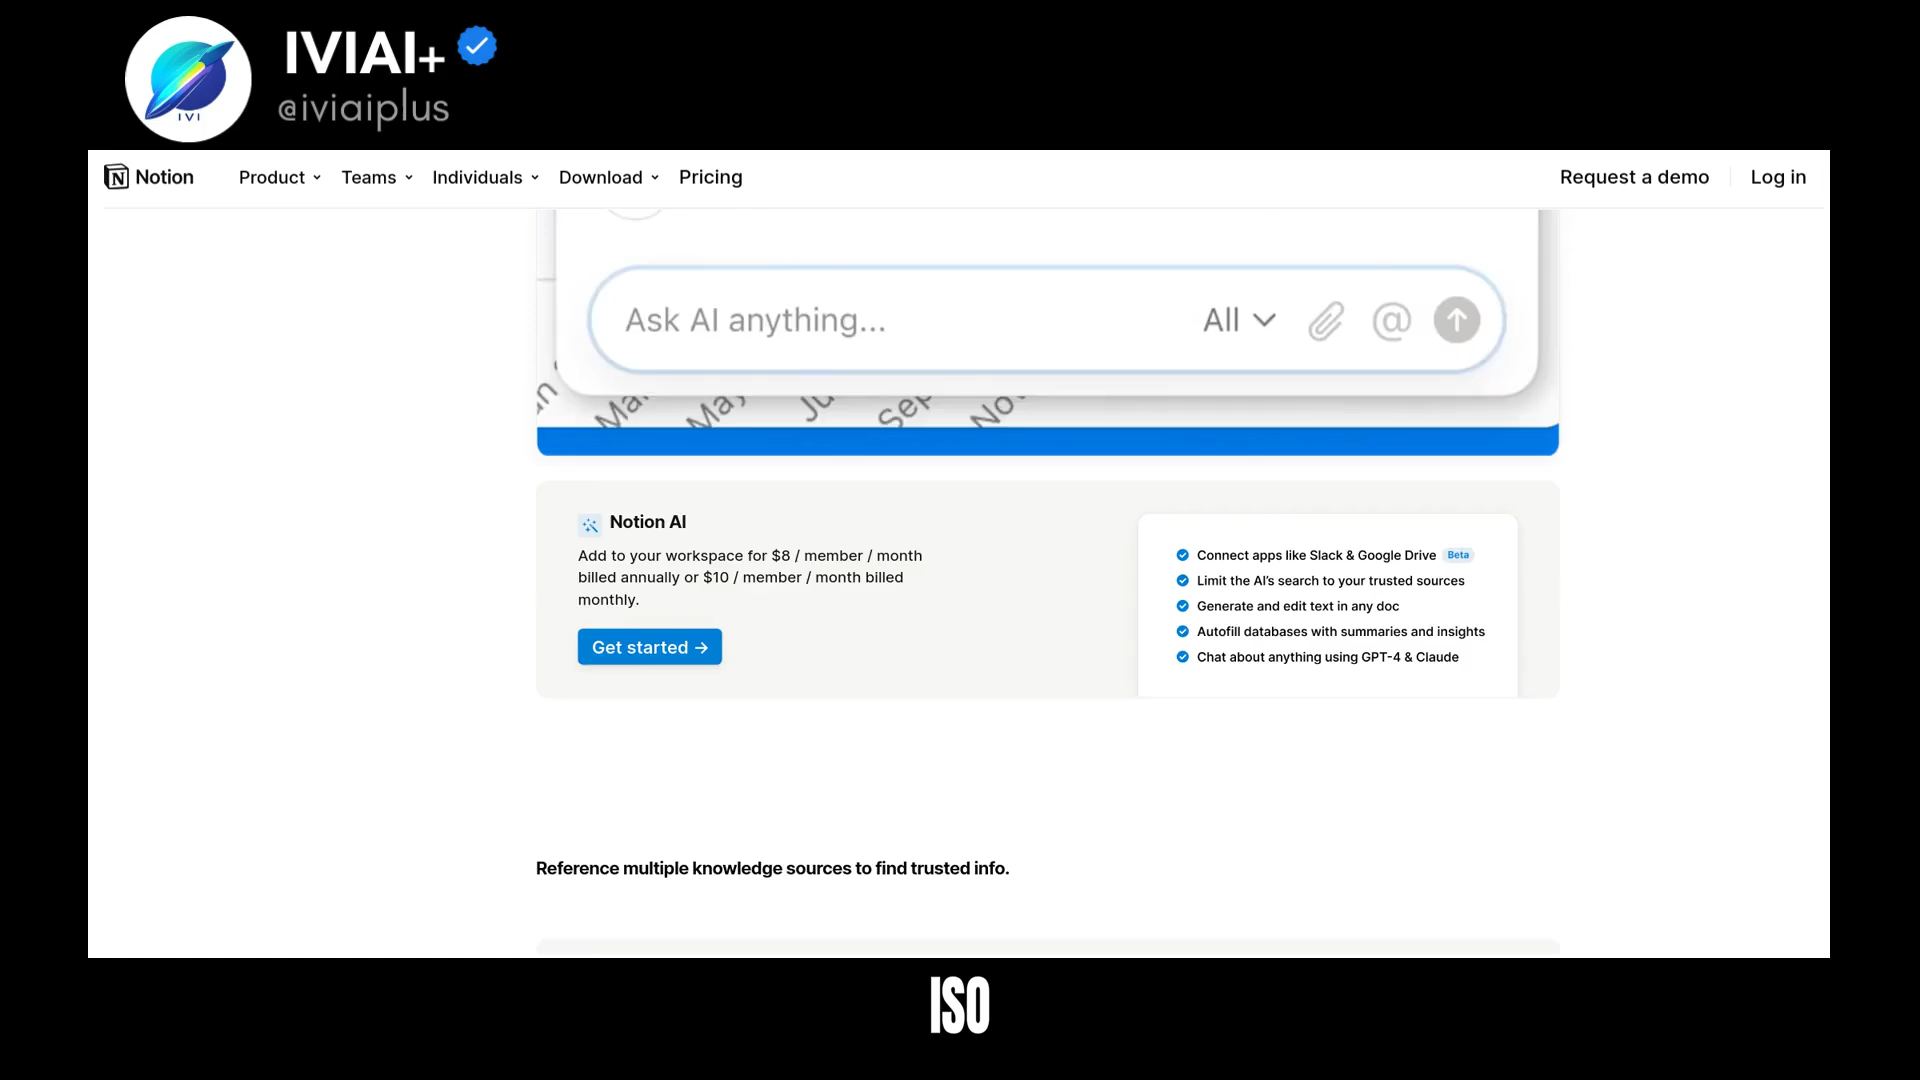 IVIAI+
@iviaiplus
IVI
Notion Product Teams Individuals Download Pricing Request a demo Log in
Ask AI anything... All
Notion AI
Add to your workspace for $8 / member / month
billed annually or $10 / member / month billed
monthly.
Get started →
Connect apps like Slack & Google Drive Beta
Limit the AI's search to your trusted sources
Generate and edit text in any doc
Autofill databases with summaries and insights
Chat about anything using GPT-4 & Claude
Reference multiple knowledge sources to find trusted info.
ISO